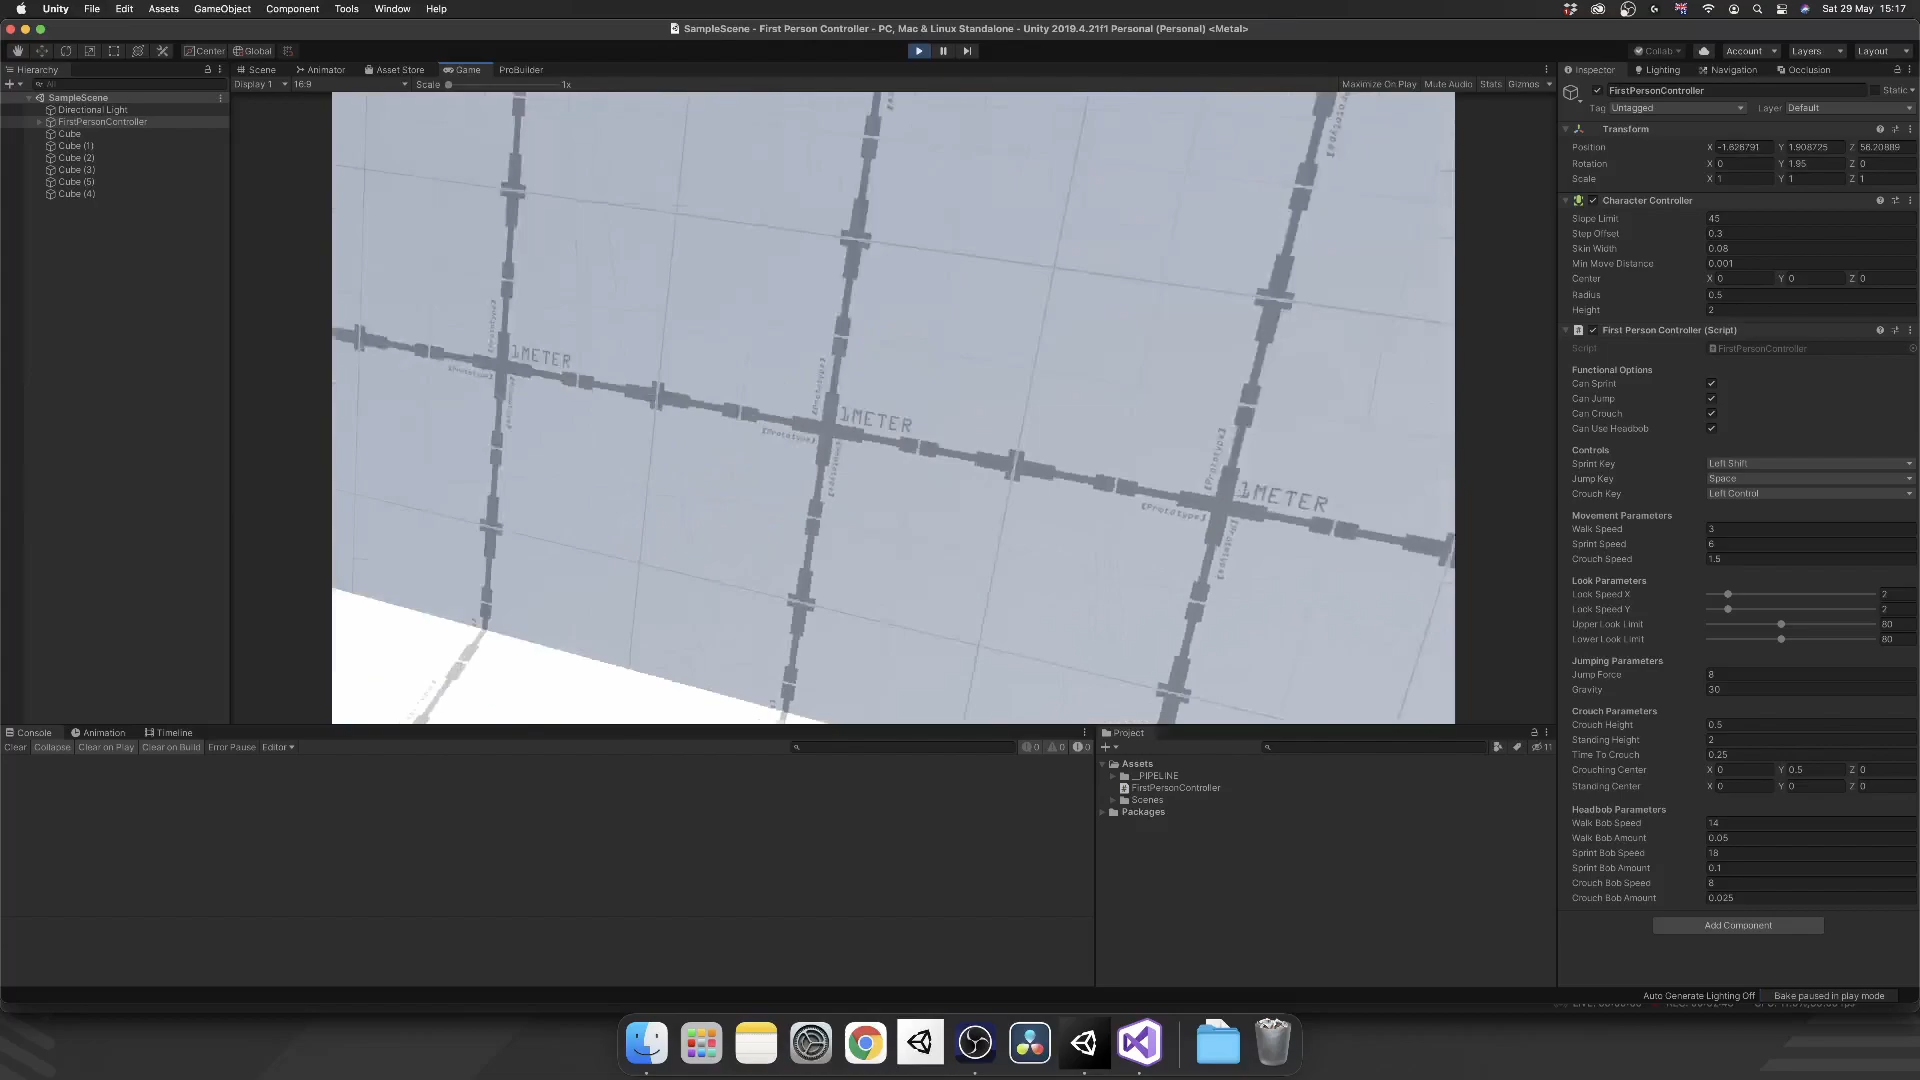 Unity File Edit Assets GameObject Component Tools Window Help Sat 29 May 15:17
SampleScene - First Person Controller - PC, Mac & Linux Standalone - Unity 2019.4.21f1 Personal (Personal) <Metal>
Center Global Collab Account Layers Layout
Hierarchy Scene Animator Asset Store Game ProBuilder Inspector Lighting Navigation Occlusion
All Display 1 16:9 Scale 1x Maximize On Play Mute Audio Stats Gizmos
SampleScene
Directional Light
FirstPersonController
Cube
Cube (1)
Cube (2)
Cube (3)
Cube (5)
Cube (4)
1METER
[Prototype]
1METER
[Prototype]
1METER
[Prototype]
FirstPersonController Static
Tag Untagged Layer Default
Transform
Position X -1.626791 Y 1.908725 Z 56.20889
Rotation X 0 Y 1.95 Z 0
Scale X 1 Y 1 Z 1
Character Controller
Slope Limit 45
Step Offset 0.3
Skin Width 0.08
Min Move Distance 0.001
Center X 0 Y 0 Z 0
Radius 0.5
Height 2
First Person Controller (Script)
Script FirstPersonController
Functional Options
Can Sprint
Can Jump
Can Crouch
Can Use Headbob
Controls
Sprint Key Left Shift
Jump Key Space
Crouch Key Left Control
Movement Parameters
Walk Speed 3
Sprint Speed 6
Crouch Speed 1.5
Look Parameters
Look Speed X 2
Look Speed Y 2
Upper Look Limit 80
Lower Look Limit 80
Jumping Parameters
Jump Force 8
Gravity 30
Crouch Parameters
Crouch Height 0.5
Standing Height 2
Time To Crouch 0.25
Crouching Center X 0 Y 0.5 Z 0
Standing Center X 0 Y 0 Z 0
Headbob Parameters
Walk Bob Speed 14
Walk Bob Amount 0.05
Sprint Bob Speed 18
Sprint Bob Amount 0.1
Crouch Bob Speed 8
Crouch Bob Amount 0.025
Add Component
Console Animation Timeline
Clear Collapse Clear on Play Clear on Build Error Pause Editor 0 0 0
Project
11
Assets
__PIPELINE
FirstPersonController
Scenes
Packages
Auto Generate Lighting Off Bake paused in play mode